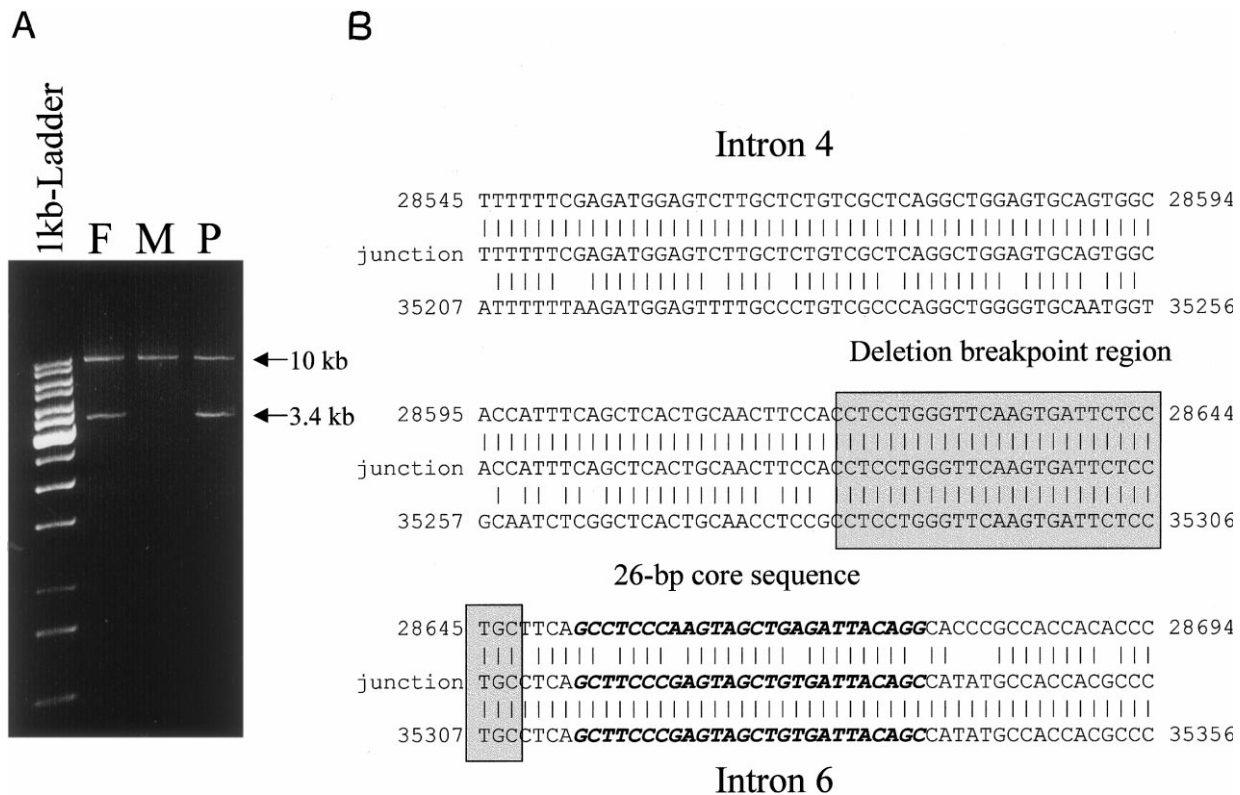 A
B
1kb-Ladder
F M P
10 kb
3.4 kb
Intron 4
28545 TTTTTTCGAGATGGAGTCTTGCTCTGTCGCTCAGGCTGGAGTGCAGTGGC 28594
junction TTTTTTCGAGATGGAGTCTTGCTCTGTCGCTCAGGCTGGAGTGCAGTGGC
35207 ATTTTTTAAGATGGAGTTTTGCCCTGTCGCCCAGGCTGGGGTGCAATGGT 35256
Deletion breakpoint region
28595 ACCATTTCAGCTCACTGCAACTTCCACCTCCTGGGTTCAAGTGATTCTCC 28644
junction ACCATTTCAGCTCACTGCAACTTCCACCTCCTGGGTTCAAGTGATTCTCC
35257 GCAATCTCGGCTCACTGCAACCTCCGCCTCCTGGGTTCAAGTGATTCTCC 35306
26-bp core sequence
28645 TGCTTCAGCCTCCCAAGTAGCTGAGATTACAGGCACCCGCCACCACACCC 28694
junction TGCCTCAGCTTCCCGAGTAGCTGTGATTACAGCCATATGCCACCACGCCC
35307 TGCCTCAGCTTCCCGAGTAGCTGTGATTACAGCCATATGCCACCACGCCC 35356
Intron 6